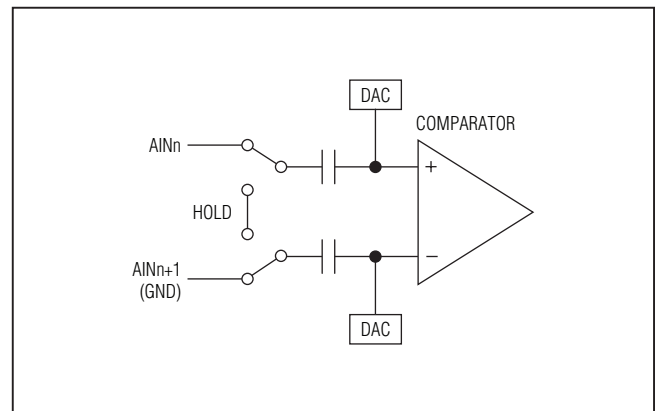 DAC
COMPARATOR
AINn
+
HOLD
AINn+1
(GND)
−
DAC